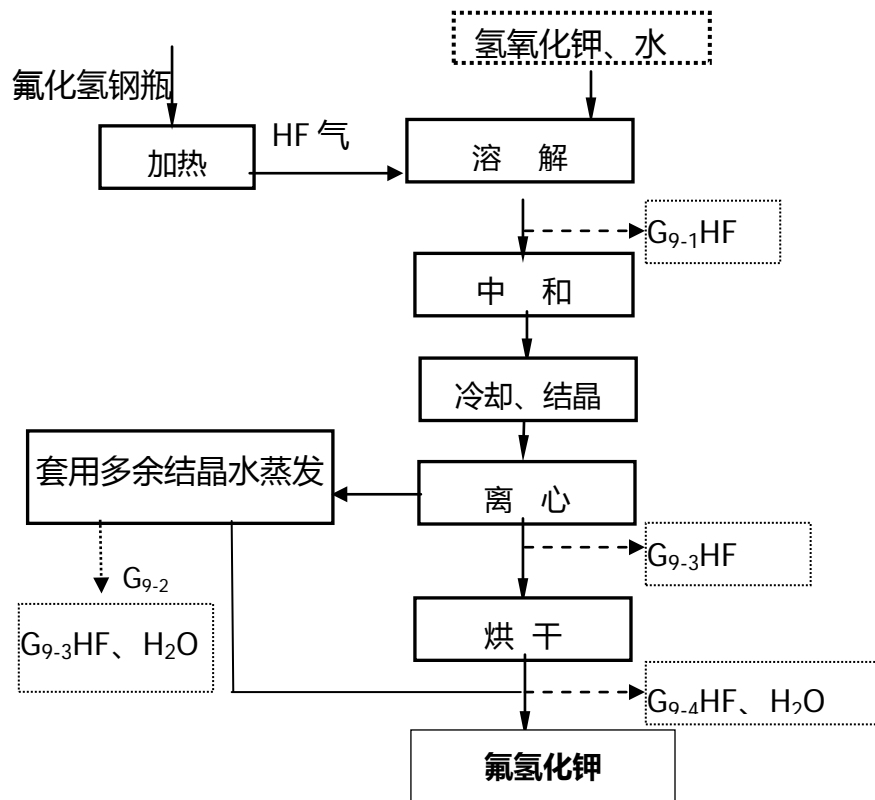 氢氧化钾、水
氟化氢钢瓶
HF 气
加热
溶 解
G9-1HF
中 和
冷却、结晶
套用多余结晶水蒸发
离 心
G9-3HF
G9-2
G9-3HF、H2O
烘 干
G9-4HF、H2O
氟氢化钾